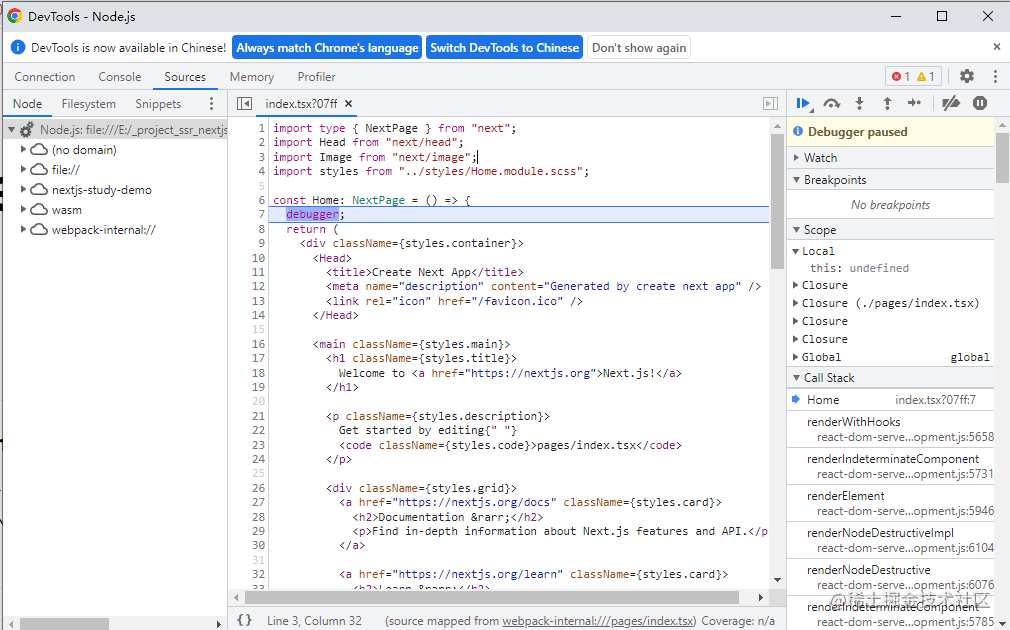 DevTools - Node.js
DevTools is now available in Chinese! Always match Chrome's language Switch DevTools to Chinese Don't show again
Connection Console Sources Memory Profiler 1 1
Node Filesystem Snippets
Node.js: file:///E:/_project_ssr_nextjs
(no domain)
file://
nextjs-study-demo
wasm
webpack-internal://
index.tsx?07ff
1 import type { NextPage } from "next";
2 import Head from "next/head";
3 import Image from "next/image";
4 import styles from "../styles/Home.module.scss";
5
6 const Home: NextPage = () => {
7 debugger;
8 return (
9 <div className={styles.container}>
10 <Head>
11 <title>Create Next App</title>
12 <meta name="description" content="Generated by create next app" />
13 <link rel="icon" href="/favicon.ico" />
14 </Head>
15
16 <main className={styles.main}>
17 <h1 className={styles.title}>
18 Welcome to <a href="https://nextjs.org">Next.js!</a>
19 </h1>
20
21 <p className={styles.description}>
22 Get started by editing{" "}
23 <code className={styles.code}>pages/index.tsx</code>
24 </p>
25
26 <div className={styles.grid}>
27 <a href="https://nextjs.org/docs" className={styles.card}>
28 <h2>Documentation &rarr;</h2>
29 <p>Find in-depth information about Next.js features and API.</p
30 </a>
31
32 <a href="https://nextjs.org/learn" className={styles.card}>
33 <h2>Learn &rarr;</h2>
{} Line 3, Column 32 (source mapped from webpack-internal:///pages/index.tsx) Coverage: n/a
Debugger paused
Watch
Breakpoints
No breakpoints
Scope
Local
this: undefined
Closure
Closure (./pages/index.tsx)
Closure
Closure
Global global
Call Stack
Home index.tsx?07ff:7
renderWithHooks
react-dom-serve…opment.js:5658
renderIndeterminateComponent
react-dom-serve…opment.js:5731
renderElement
react-dom-serve…opment.js:5946
renderNodeDestructiveImpl
react-dom-serve…opment.js:6104
renderNodeDestructive
react-dom-serve…opment.js:6076
renderIndeterminateComponent
react-dom-serve…opment.js:5785
@稀土掘金技术社区